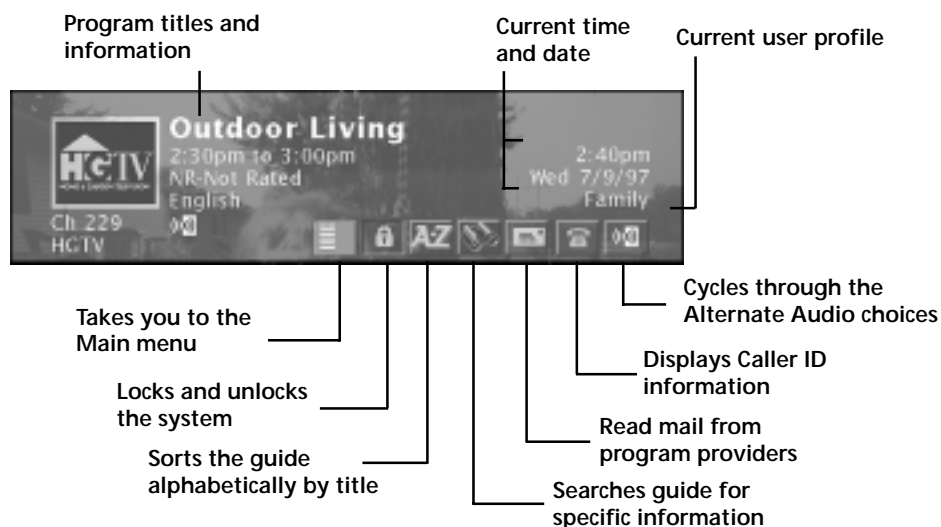 Program titles and
information
Current time
and date
Current user profile
HGTV
Outdoor Living
2:30pm to 3:00pm
NR-Not Rated
English
Ch 229
HGTV
2:40pm
Wed 7/9/97
Family
A-Z
Takes you to the
Main menu
Locks and unlocks
the system
Sorts the guide
alphabetically by title
Searches guide for
specific information
Read mail from
program providers
Displays Caller ID
information
Cycles through the
Alternate Audio choices